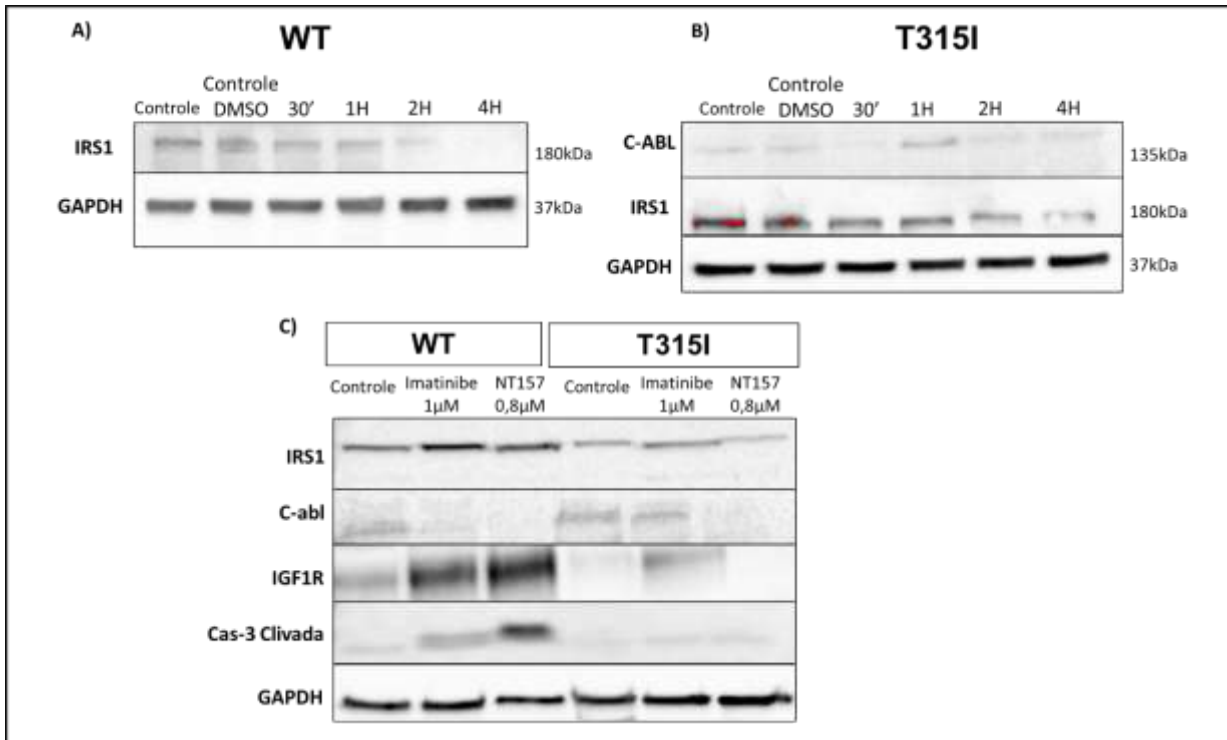 A)
WT
Controle
Controle DMSO 30' 1H 2H 4H
IRS1
180kDa
GAPDH
37kDa
B)
T315I
Controle
Controle DMSO 30' 1H 2H 4H
C-ABL
135kDa
IRS1
180kDa
GAPDH
37kDa
C)
WT T315I
Controle Imatinibe NT157 Controle Imatinibe NT157
1µM 0,8µM 1µM 0,8µM
IRS1
C-abl
IGF1R
Cas-3 Clivada
GAPDH